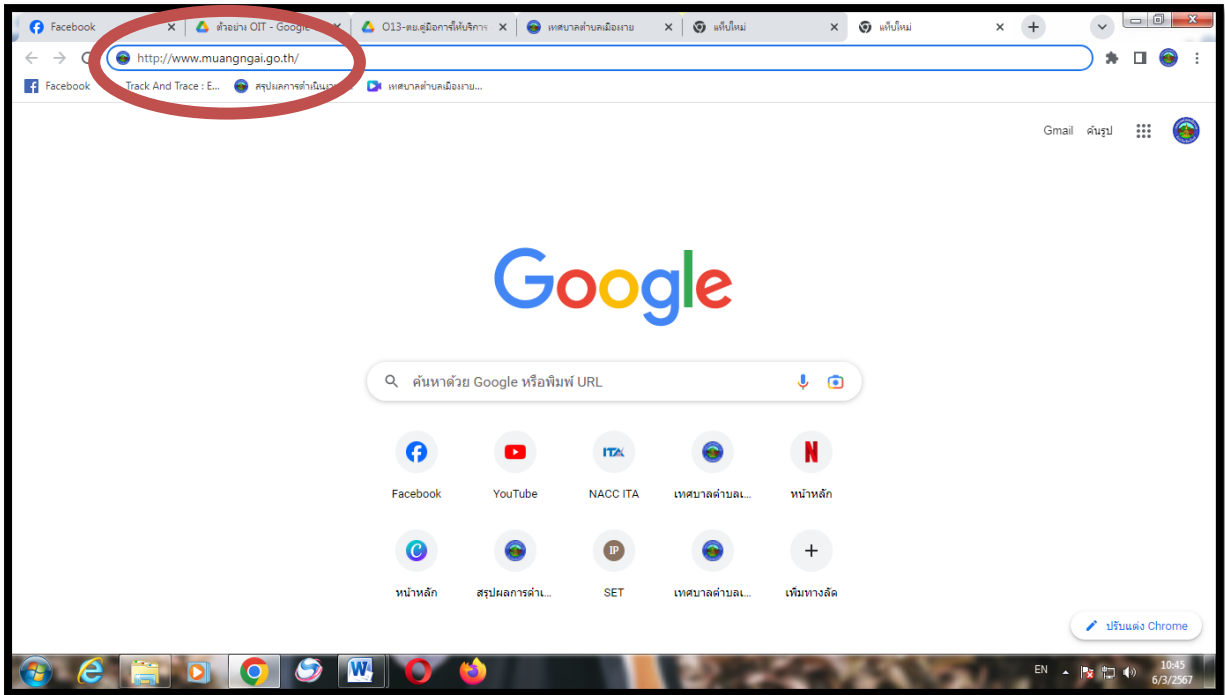 Facebook
ตัวอย่าง OIT - Google
O13-ตย.คู่มือการให้บริการ
เทศบาลตำบลเมืองงาย
แท็บใหม่
แท็บใหม่
http://www.muangngai.go.th/
Facebook
Track And Trace : E...
สรุปผลการดำเนินงา
เทศบาลตำบลเมืองงาย...
Gmail ค้นรูป
Google
ค้นหาด้วย Google หรือพิมพ์ URL
ITA
Facebook YouTube NACC ITA เทศบาลตำบลเ... หน้าหลัก
IP
หน้าหลัก สรุปผลการดำเ... SET เทศบาลตำบลเ... เพิ่มทางลัด
ปรับแต่ง Chrome
EN
10:45
6/3/2567